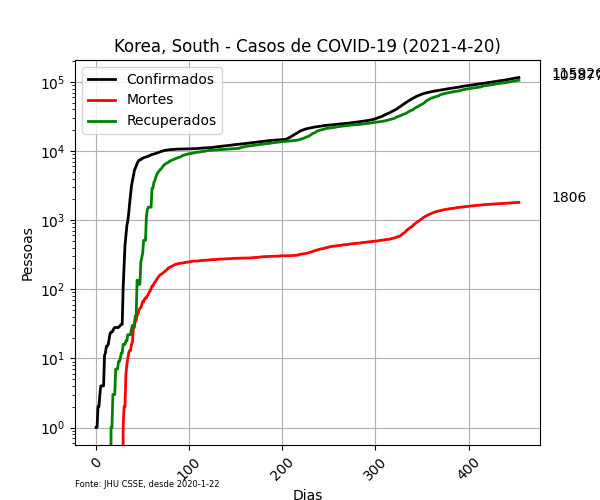 Korea, South - Casos de COVID-19 (2021-4-20)
Confirmados
Mortes
Recuperados
10⁵
10⁴
10³
10²
10¹
10⁰
Pessoas
1806
0
100
200
300
400
Dias
Fonte: JHU CSSE, desde 2020-1-22